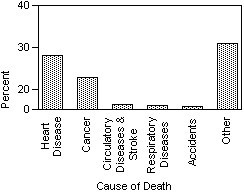 40
30
20
10
0
Percent
Heart
Disease
Cancer
Circulatory
Diseases &
Stroke
Respiratory
Diseases
Accidents
Other
Cause of Death